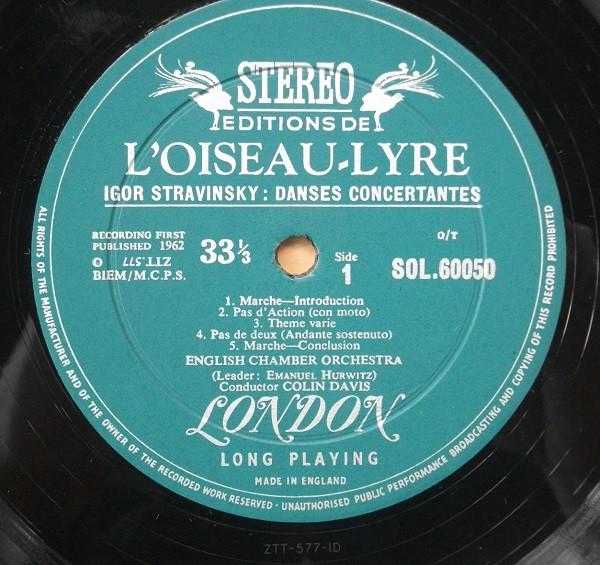 STEREO
EDITIONS DE
L'OISEAU-LYRE
IGOR STRAVINSKY : DANSES CONCERTANTES
RECORDING FIRST
PUBLISHED 1962
ZTT.577
BIEM/M.C.P.S.
33⅓
Side
1
Q/T
SOL.60050
1. Marche—Introduction
2. Pas d'Action (con moto)
3. Theme varie
4. Pas de deux (Andante sostenuto)
5. Marche—Conclusion
ENGLISH CHAMBER ORCHESTRA
(Leader: EMANUEL HURWITZ)
Conductor COLIN DAVIS
LONDON
LONG PLAYING
MADE IN ENGLAND
ALL RIGHTS OF THE MANUFACTURER AND OF THE OWNER OF THE RECORDED WORK RESERVED · UNAUTHORISED PUBLIC PERFORMANCE BROADCASTING AND COPYING OF THIS RECORD PROHIBITED
ZTT-577-1D